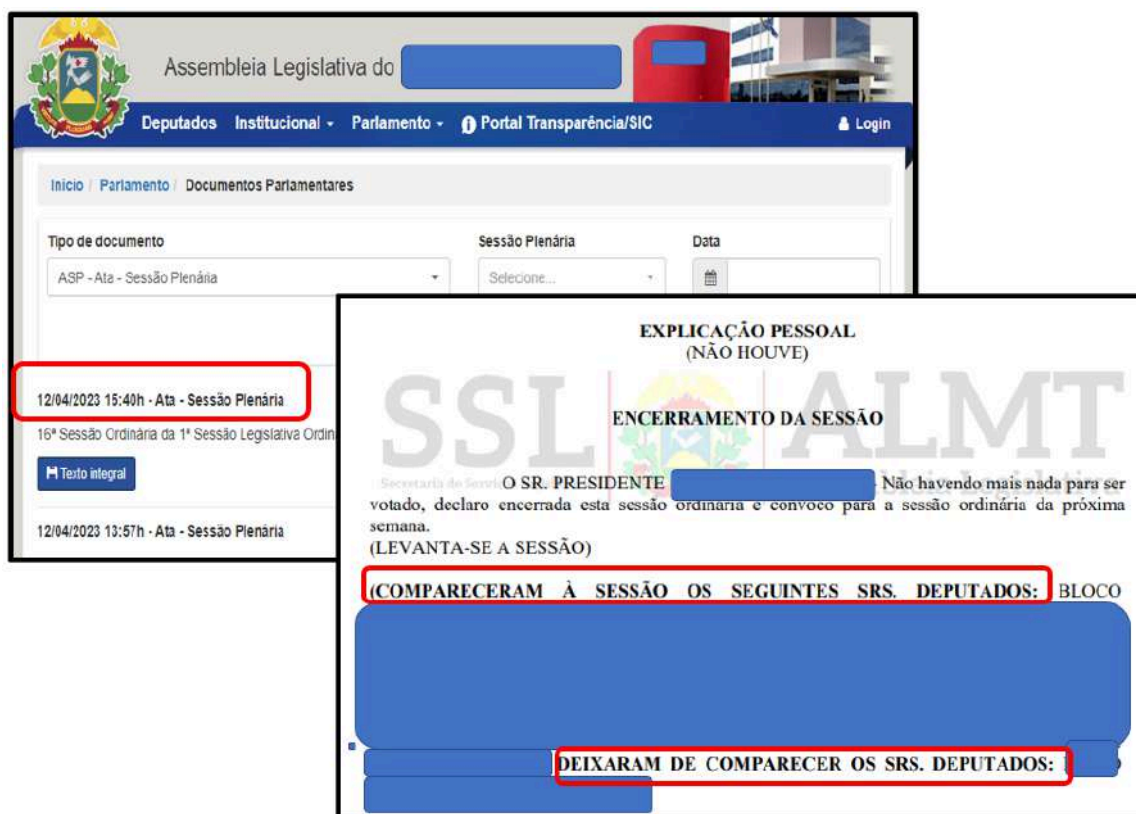 Assembleia Legislativa do
Deputados Institucional Parlamento Portal Transparência/SIC Login
Início / Parlamento / Documentos Parlamentares
Tipo de documento Sessão Plenária Data
ASP - Ata - Sessão Plenária Selecione...
12/04/2023 15:40h - Ata - Sessão Plenária
16ª Sessão Ordinária da 1ª Sessão Legislativa Ordin
Texto integral
12/04/2023 13:57h - Ata - Sessão Plenária
EXPLICAÇÃO PESSOAL
(NÃO HOUVE)
SSL ALMT
ENCERRAMENTO DA SESSÃO
O SR. PRESIDENTE Não havendo mais nada para ser
votado, declaro encerrada esta sessão ordinária e convoco para a sessão ordinária da próxima
semana.
(LEVANTA-SE A SESSÃO)
(COMPARECERAM À SESSÃO OS SEGUINTES SRS. DEPUTADOS: BLOCO
DEIXARAM DE COMPARECER OS SRS. DEPUTADOS: